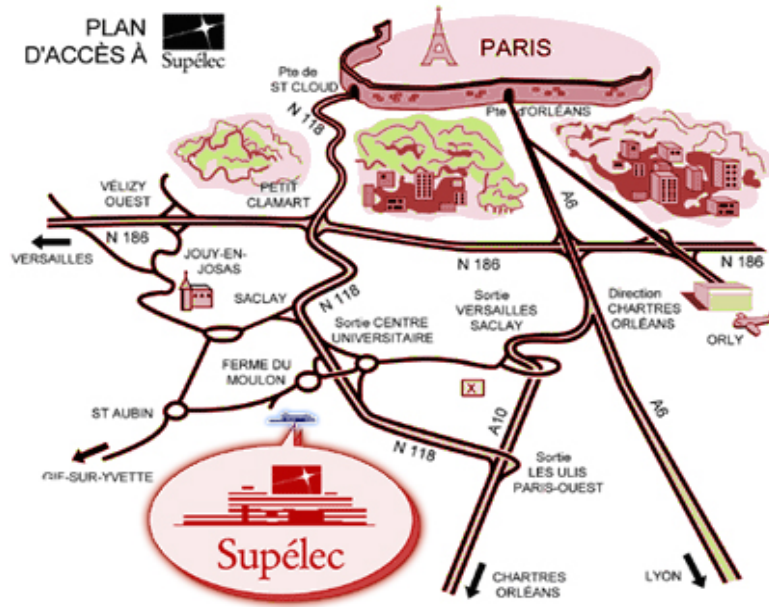 PLAN
D'ACCÈS À
Supélec
PARIS
Pte de
ST CLOUD
Pte d'ORLÉANS
N 118
VÉLIZY
OUEST
PETIT
CLAMART
A6
N 186
VERSAILLES
JOUY-EN-
JOSAS
N 186
N 186
SACLAY
N 118
Sortie
VERSAILLES
SACLAY
Direction
CHARTRES
ORLÉANS
ORLY
Sortie CENTRE
UNIVERSITAIRE
FERME DU
MOULON
X
ST AUBIN
A10
A6
N 118
GIF-SUR-YVETTE
Sortie
LES ULIS
PARIS-OUEST
Supélec
CHARTRES
ORLÉANS
LYON